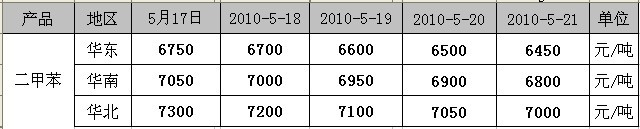 产品 地区 5月17日 2010-5-18 2010-5-19 2010-5-20 2010-5-21 单位
华东 6750 6700 6600 6500 6450 元/吨
二甲苯 华南 7050 7000 6950 6900 6800 元/吨
华北 7300 7200 7100 7050 7000 元/吨